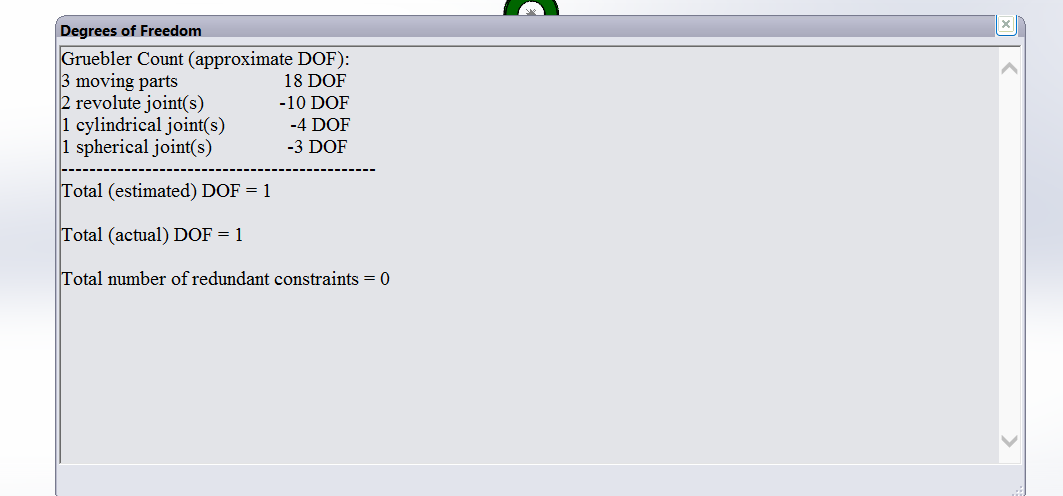 Degrees of Freedom
Gruebler Count (approximate DOF):
3 moving parts 18 DOF
2 revolute joint(s) -10 DOF
1 cylindrical joint(s) -4 DOF
1 spherical joint(s) -3 DOF
---------------------------------------------
Total (estimated) DOF = 1
Total (actual) DOF = 1
Total number of redundant constraints = 0